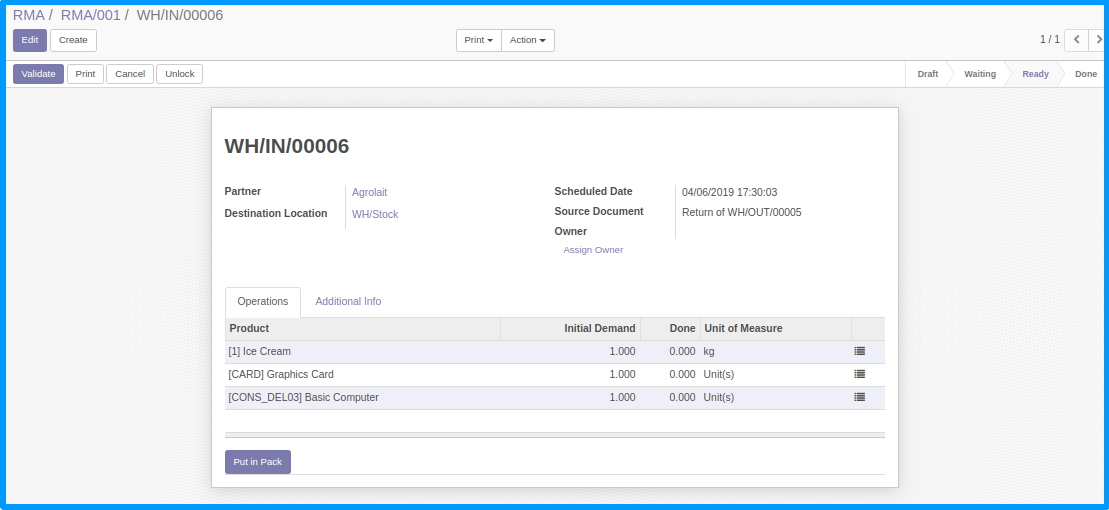 RMA / RMA/001 / WH/IN/00006
Edit Create Print Action 1 / 1
Validate Print Cancel Unlock Draft Waiting Ready Done
WH/IN/00006
Partner Agrolait Scheduled Date 04/06/2019 17:30:03
Destination Location WH/Stock Source Document Return of WH/OUT/00005
Owner
Assign Owner
Operations Additional Info
Product Initial Demand Done Unit of Measure
[1] Ice Cream 1.000 0.000 kg
[CARD] Graphics Card 1.000 0.000 Unit(s)
[CONS_DEL03] Basic Computer 1.000 0.000 Unit(s)
Put in Pack